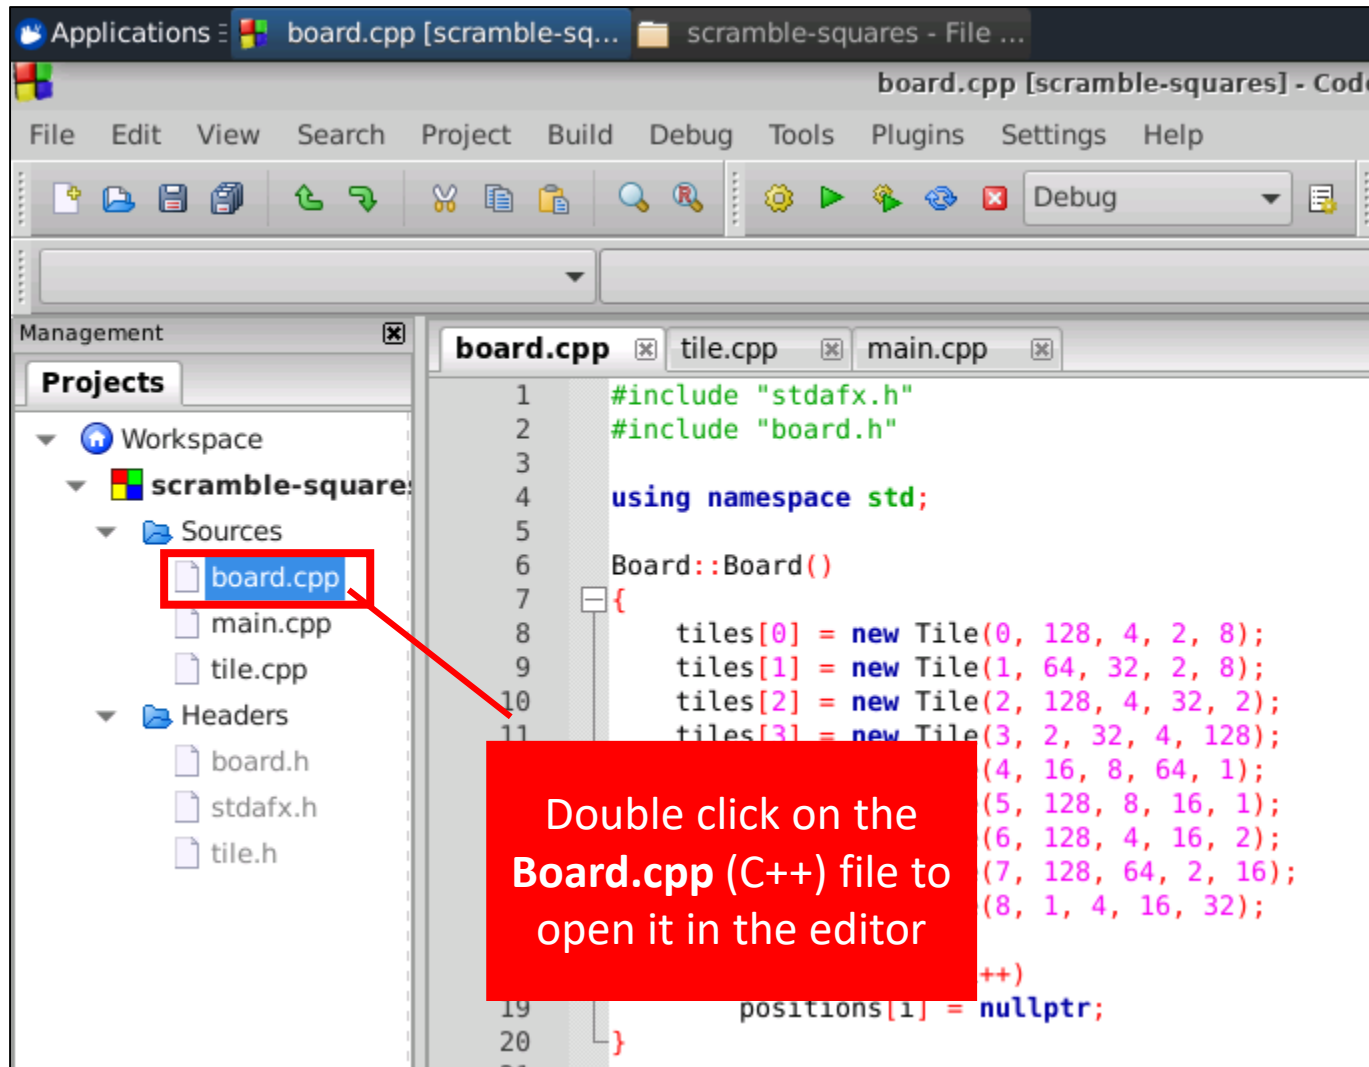 Applications
board.cpp [scramble-sq...
scramble-squares - File ...
board.cpp [scramble-squares] - Code
File Edit View Search Project Build Debug Tools Plugins Settings Help
Debug
Management
Projects
Workspace
scramble-squares
Sources
board.cpp
main.cpp
tile.cpp
Headers
board.h
stdafx.h
tile.h
board.cpp tile.cpp main.cpp
1 #include "stdafx.h"
2 #include "board.h"
3
4 using namespace std;
5
6 Board::Board()
7 {
8 tiles[0] = new Tile(0, 128, 4, 2, 8);
9 tiles[1] = new Tile(1, 64, 32, 2, 8);
10 tiles[2] = new Tile(2, 128, 4, 32, 2);
11 tiles[3] = new Tile(3, 2, 32, 4, 128);
(4, 16, 8, 64, 1);
(5, 128, 8, 16, 1);
(6, 128, 4, 16, 2);
(7, 128, 64, 2, 16);
(8, 1, 4, 16, 32);
++)
19 positions[i] = nullptr;
20 }
Double click on the
Board.cpp (C++) file to
open it in the editor